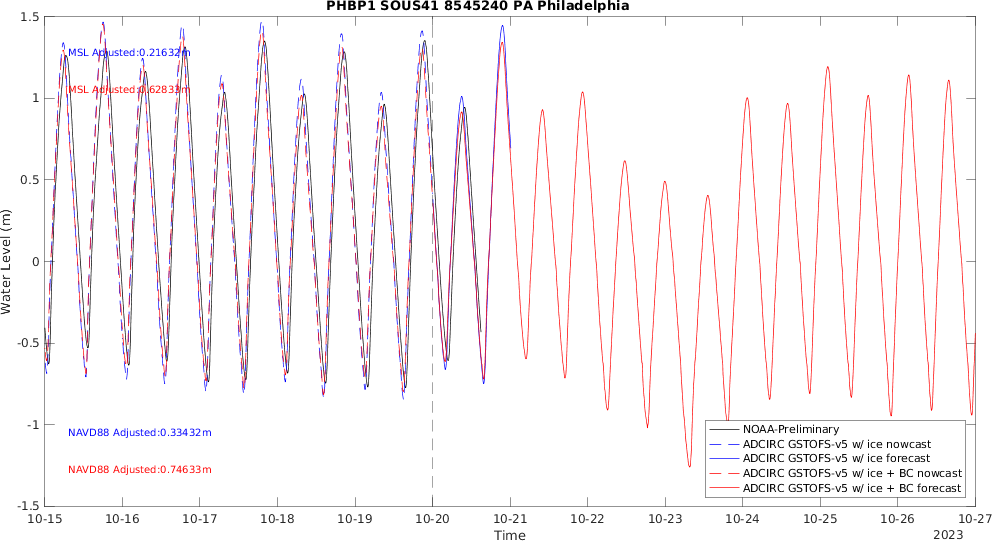 PHBP1 SOUS41 8545240 PA Philadelphia
1.5
1
0.5
0
-0.5
-1
-1.5
Water Level (m)
MSL Adjusted:0.21632m
MSL Adjusted:0.62833m
NAVD88 Adjusted:0.33432m
NAVD88 Adjusted:0.74633m
NOAA-Preliminary
ADCIRC GSTOFS-v5 w/ ice nowcast
ADCIRC GSTOFS-v5 w/ ice forecast
ADCIRC GSTOFS-v5 w/ ice + BC nowcast
ADCIRC GSTOFS-v5 w/ ice + BC forecast
10-15 10-16 10-17 10-18 10-19 10-20 10-21 10-22 10-23 10-24 10-25 10-26 10-27
Time
2023